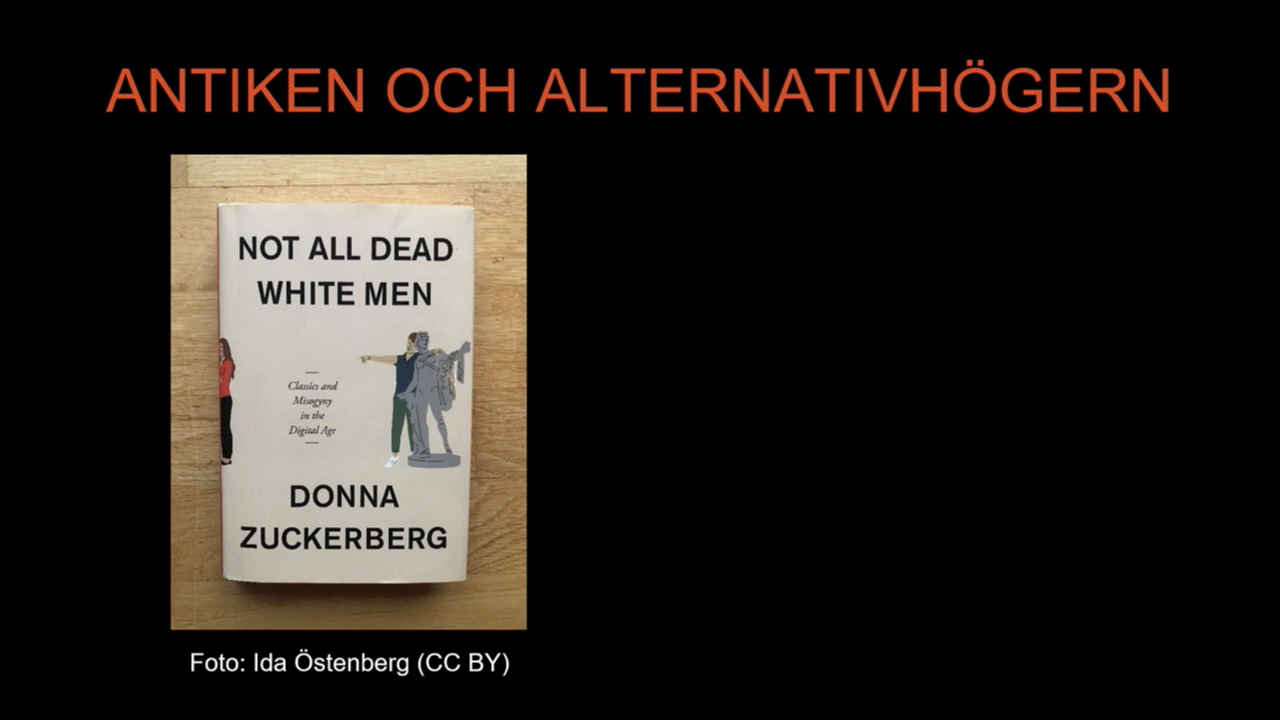 ANTIKEN OCH ALTERNATIVHÖGERN
NOT ALL DEAD
WHITE MEN
Classics and
Misogyny
in the
Digital Age
DONNA
ZUCKERBERG
Foto: Ida Östenberg (CC BY)